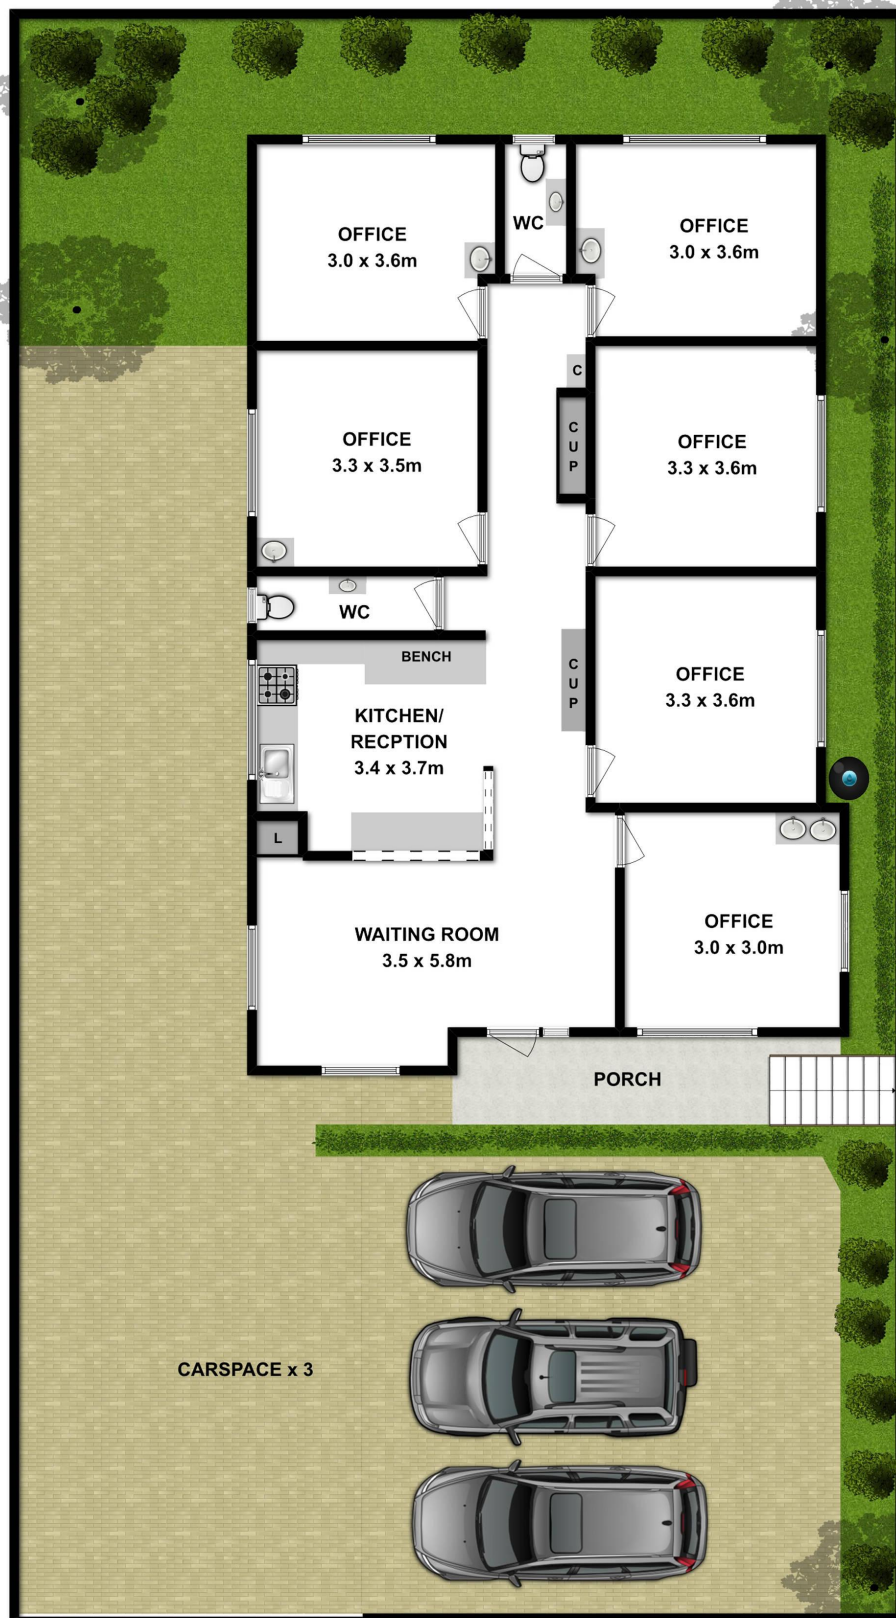 OFFICE
3.0 x 3.6m
WC
OFFICE
3.0 x 3.6m
C
C
U
P
OFFICE
3.3 x 3.5m
OFFICE
3.3 x 3.6m
WC
BENCH
C
U
P
OFFICE
3.3 x 3.6m
KITCHEN/
RECPTION
3.4 x 3.7m
L
WAITING ROOM
3.5 x 5.8m
OFFICE
3.0 x 3.0m
PORCH
CARSPACE x 3